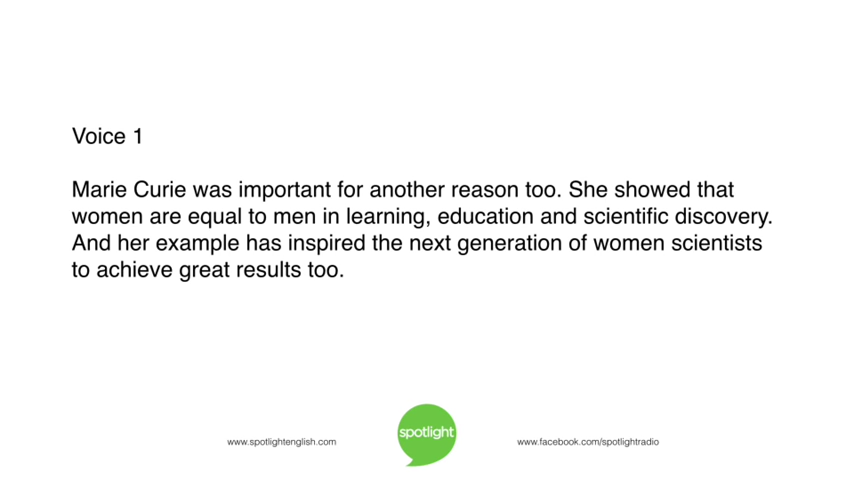 Voice 1
Marie Curie was important for another reason too. She showed that
women are equal to men in learning, education and scientific discovery.
And her example has inspired the next generation of women scientists
to achieve great results too.
www.spotlightenglish.com
spotlight
www.facebook.com/spotlightradio